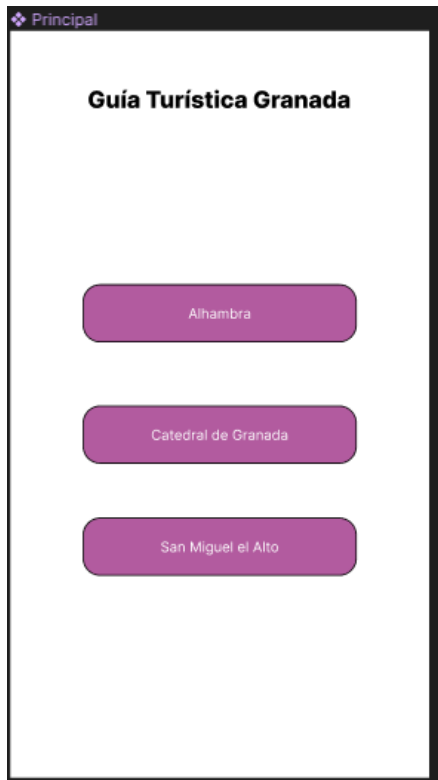 Principal
Guía Turística Granada
Alhambra
Catedral de Granada
San Miguel el Alto